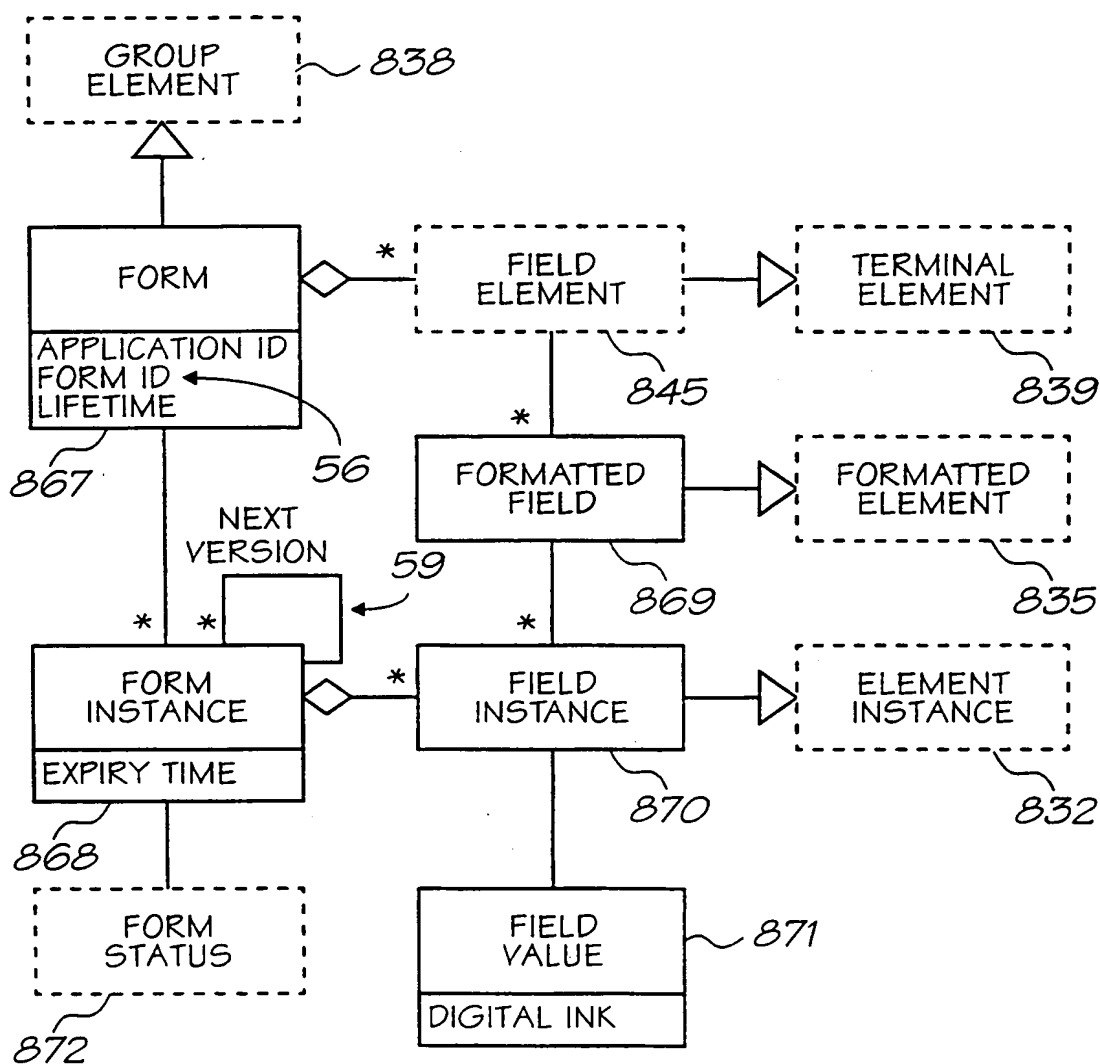 GROUP
ELEMENT
838
FORM
*
FIELD
ELEMENT
TERMINAL
ELEMENT
APPLICATION ID
FORM ID
LIFETIME
845
839
867
56
*
FORMATTED
FIELD
FORMATTED
ELEMENT
NEXT
VERSION
59
869
835
*
*
*
FORM
INSTANCE
*
FIELD
INSTANCE
ELEMENT
INSTANCE
EXPIRY TIME
870
832
868
FORM
STATUS
FIELD
VALUE
871
872
DIGITAL INK